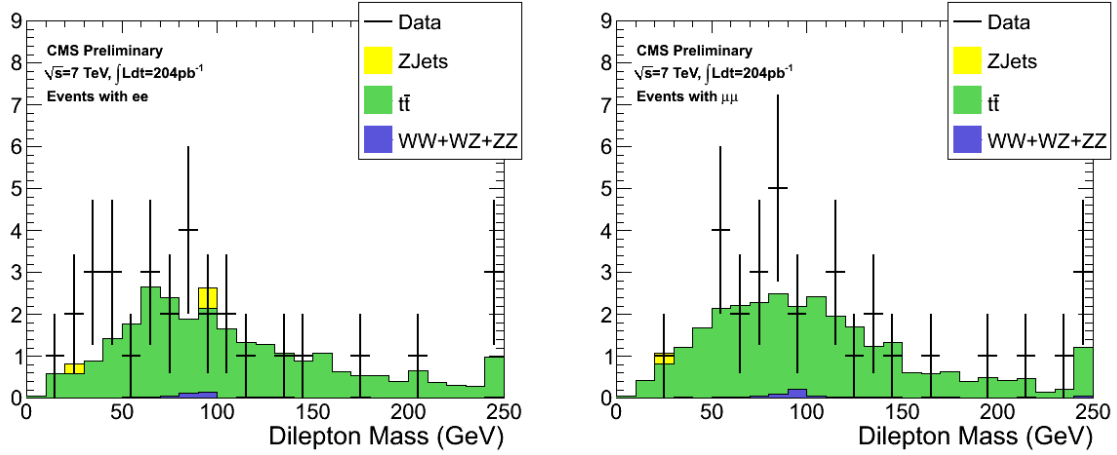 9
8
7
6
5
4
3
2
1
0
CMS Preliminary
√s=7 TeV, ∫Ldt=204pb⁻¹
Events with ee
Data
ZJets
tt̄
WW+WZ+ZZ
0 50 100 150 200 250
Dilepton Mass (GeV)
9
8
7
6
5
4
3
2
1
0
CMS Preliminary
√s=7 TeV, ∫Ldt=204pb⁻¹
Events with μμ
Data
ZJets
tt̄
WW+WZ+ZZ
0 50 100 150 200 250
Dilepton Mass (GeV)